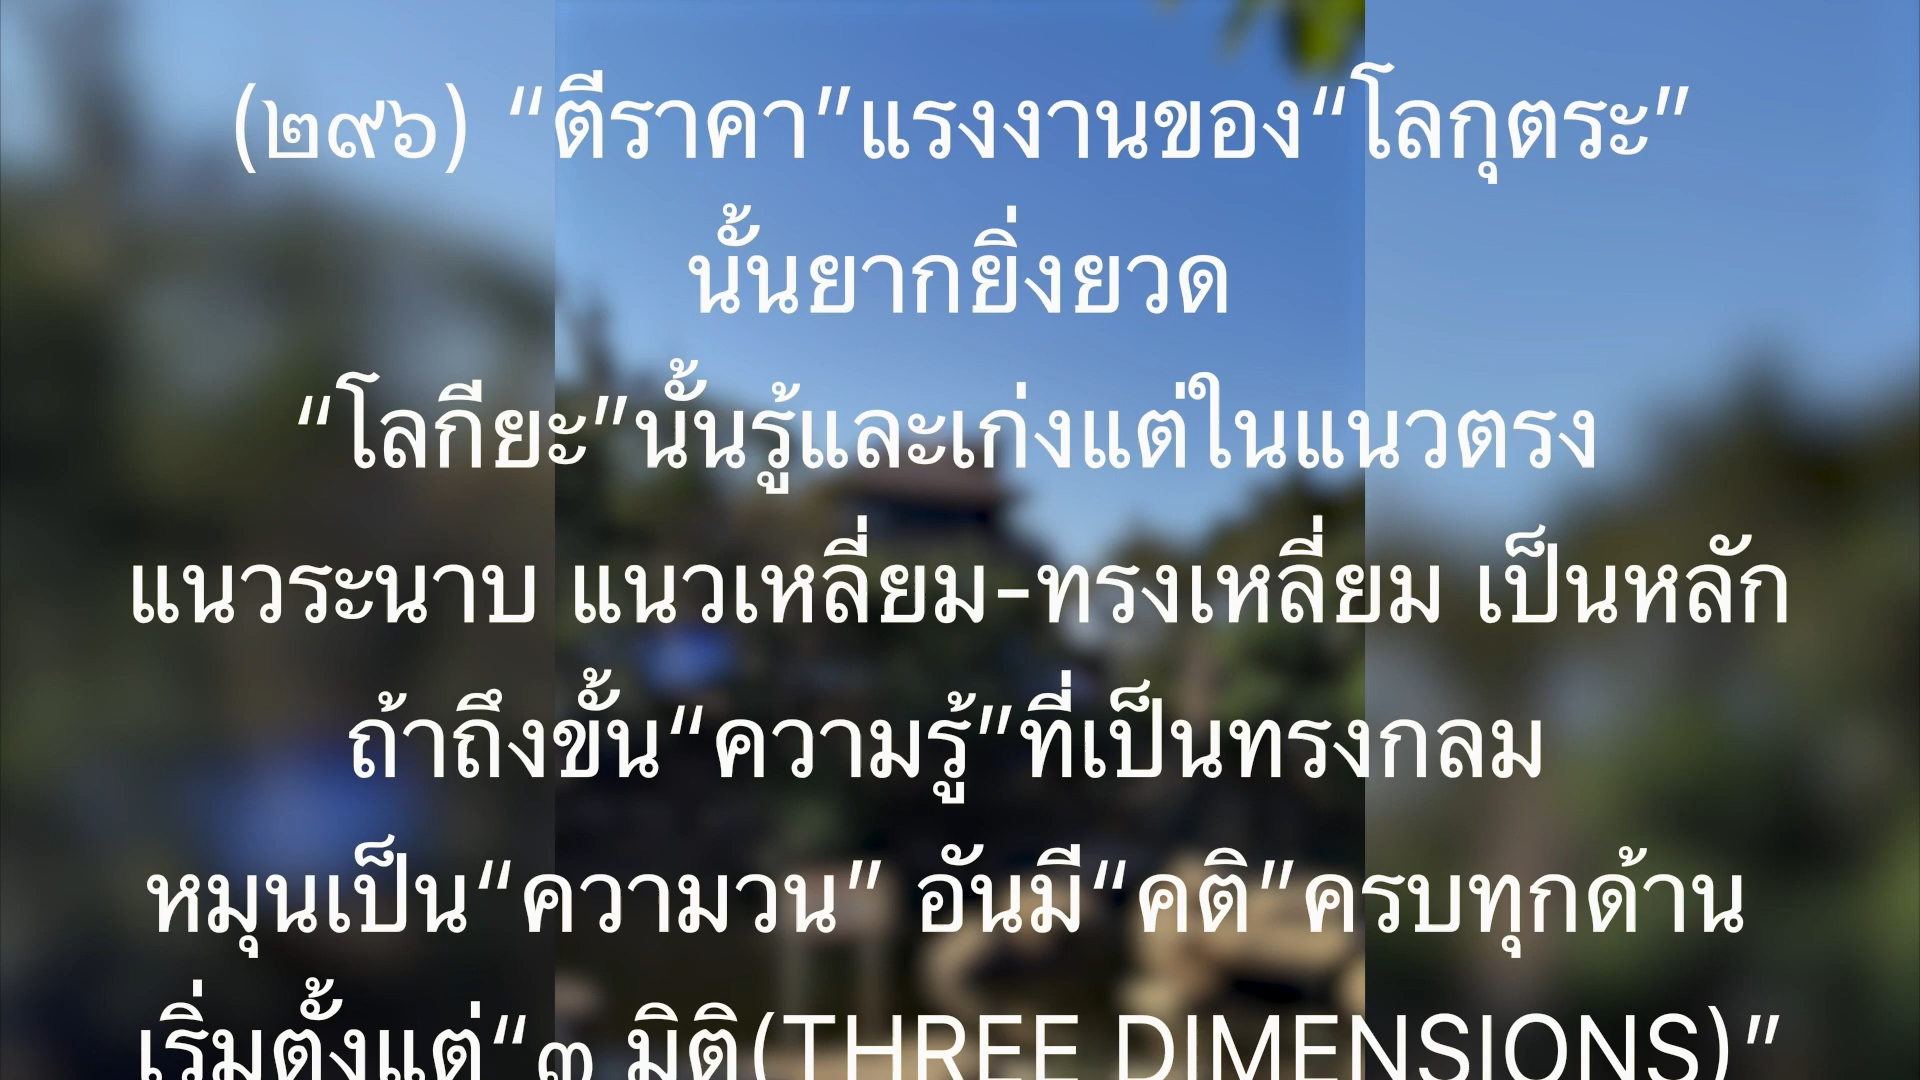 (๒๙๖) “ตีราคา”แรงงานของ“โลกุตระ”
นั้นยากยิ่งยวด
“โลกียะ”นั้นรู้และเก่งแต่ในแนวตรง
แนวระนาบ แนวเหลี่ยม-ทรงเหลี่ยม เป็นหลัก
ถ้าถึงขั้น“ความรู้”ที่เป็นทรงกลม
หมุนเป็น“ความวน” อันมี“คติ”ครบทุกด้าน
เริ่มตั้งแต่“๓ มิติ(THREE DIMENSIONS)”